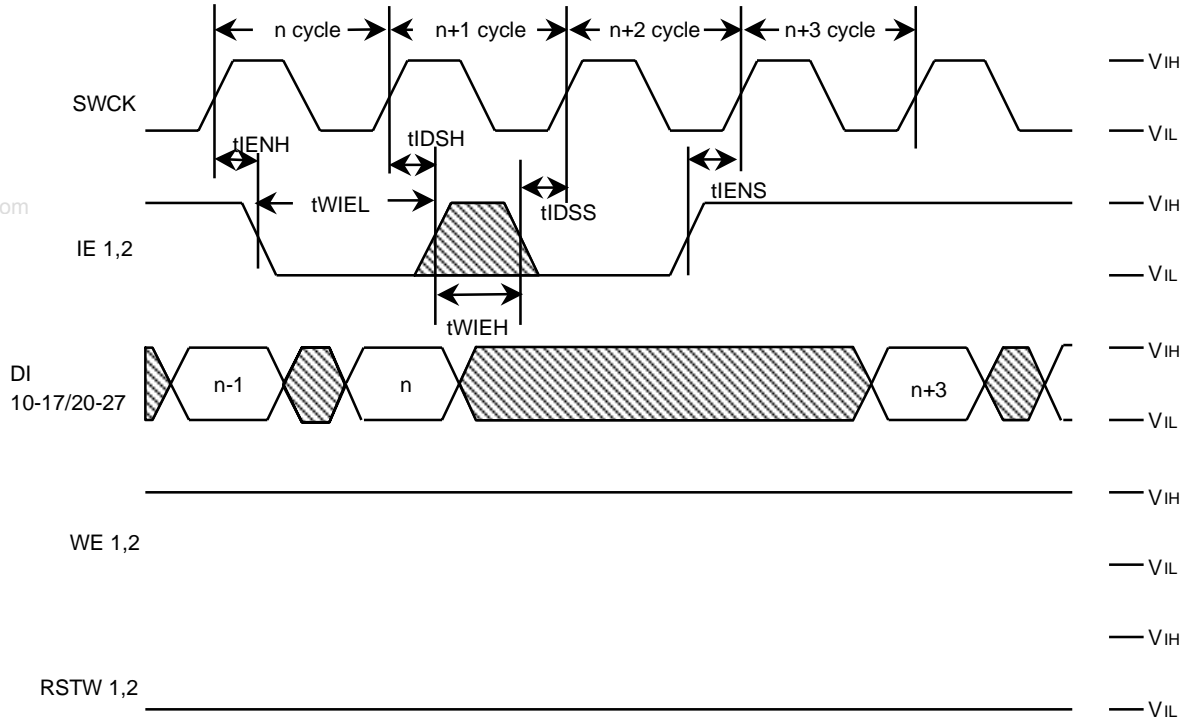 n cycle n+1 cycle n+2 cycle n+3 cycle
VIH
SWCK
VIL
tIENH tIDSH
tIENS
om
tWIEL tIDSS
VIH
IE 1,2
VIL
tWIEH
VIH
DI
10-17/20-27
n-1 n n+3
VIL
VIH
WE 1,2
VIL
VIH
RSTW 1,2
VIL